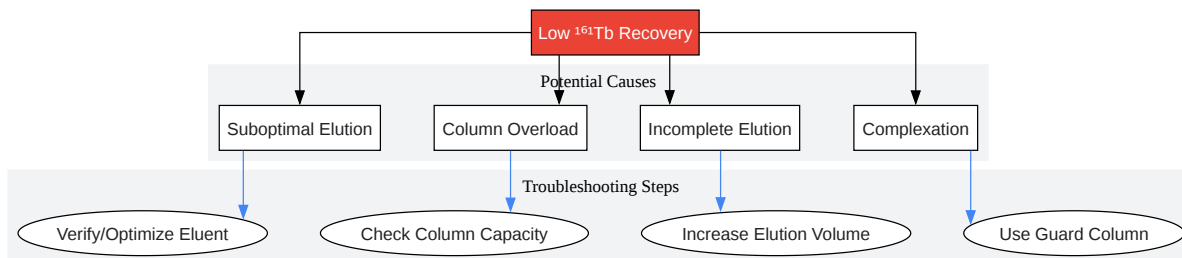 Low ¹⁶¹Tb Recovery
Potential Causes
Suboptimal Elution
Column Overload
Incomplete Elution
Complexation
Troubleshooting Steps
Verify/Optimize Eluent
Check Column Capacity
Increase Elution Volume
Use Guard Column